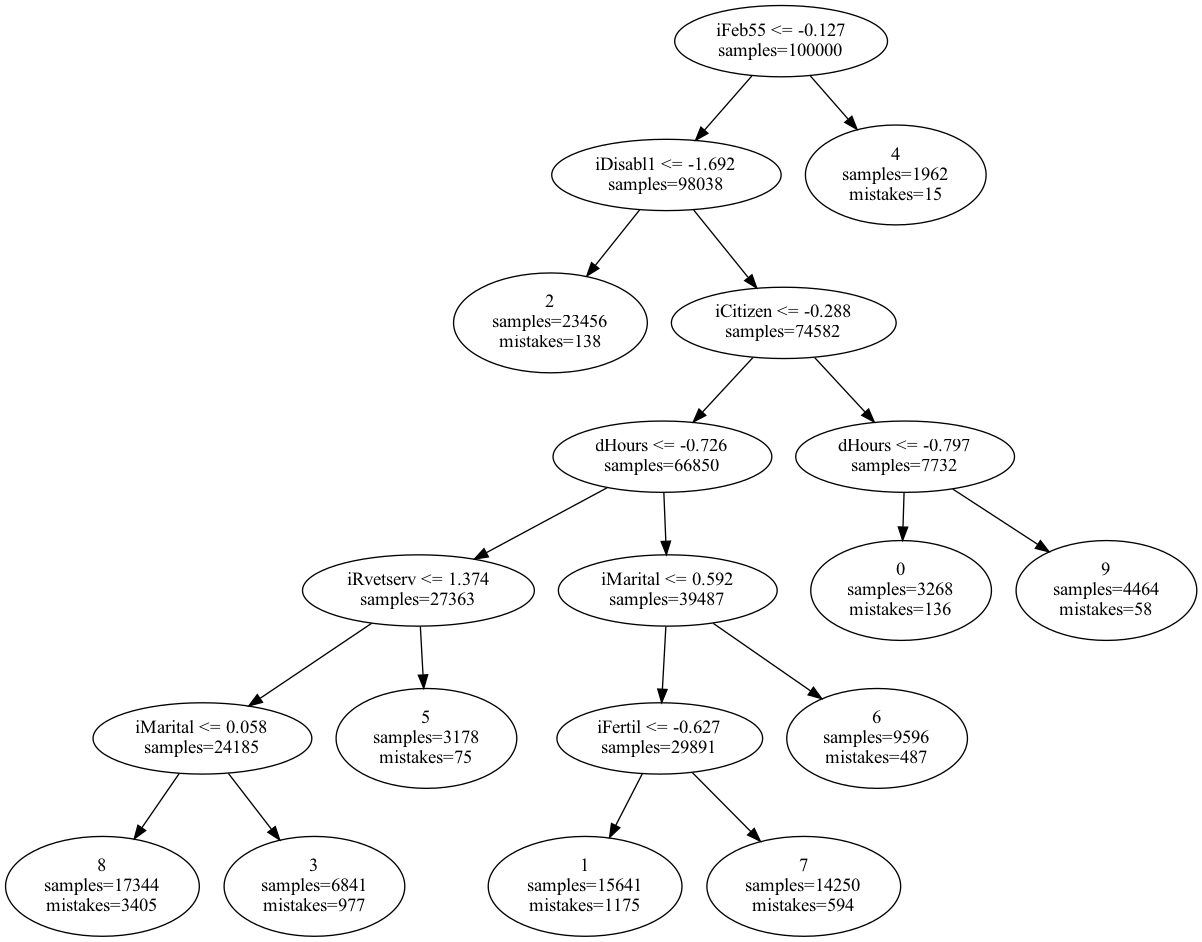 iFeb55 <= -0.127
samples=100000
iDisabl1 <= -1.692
samples=98038
4
samples=1962
mistakes=15
2
samples=23456
mistakes=138
iCitizen <= -0.288
samples=74582
dHours <= -0.726
samples=66850
dHours <= -0.797
samples=7732
iRvetserv <= 1.374
samples=27363
iMarital <= 0.592
samples=39487
0
samples=3268
mistakes=136
9
samples=4464
mistakes=58
iMarital <= 0.058
samples=24185
5
samples=3178
mistakes=75
iFertil <= -0.627
samples=29891
6
samples=9596
mistakes=487
8
samples=17344
mistakes=3405
3
samples=6841
mistakes=977
1
samples=15641
mistakes=1175
7
samples=14250
mistakes=594